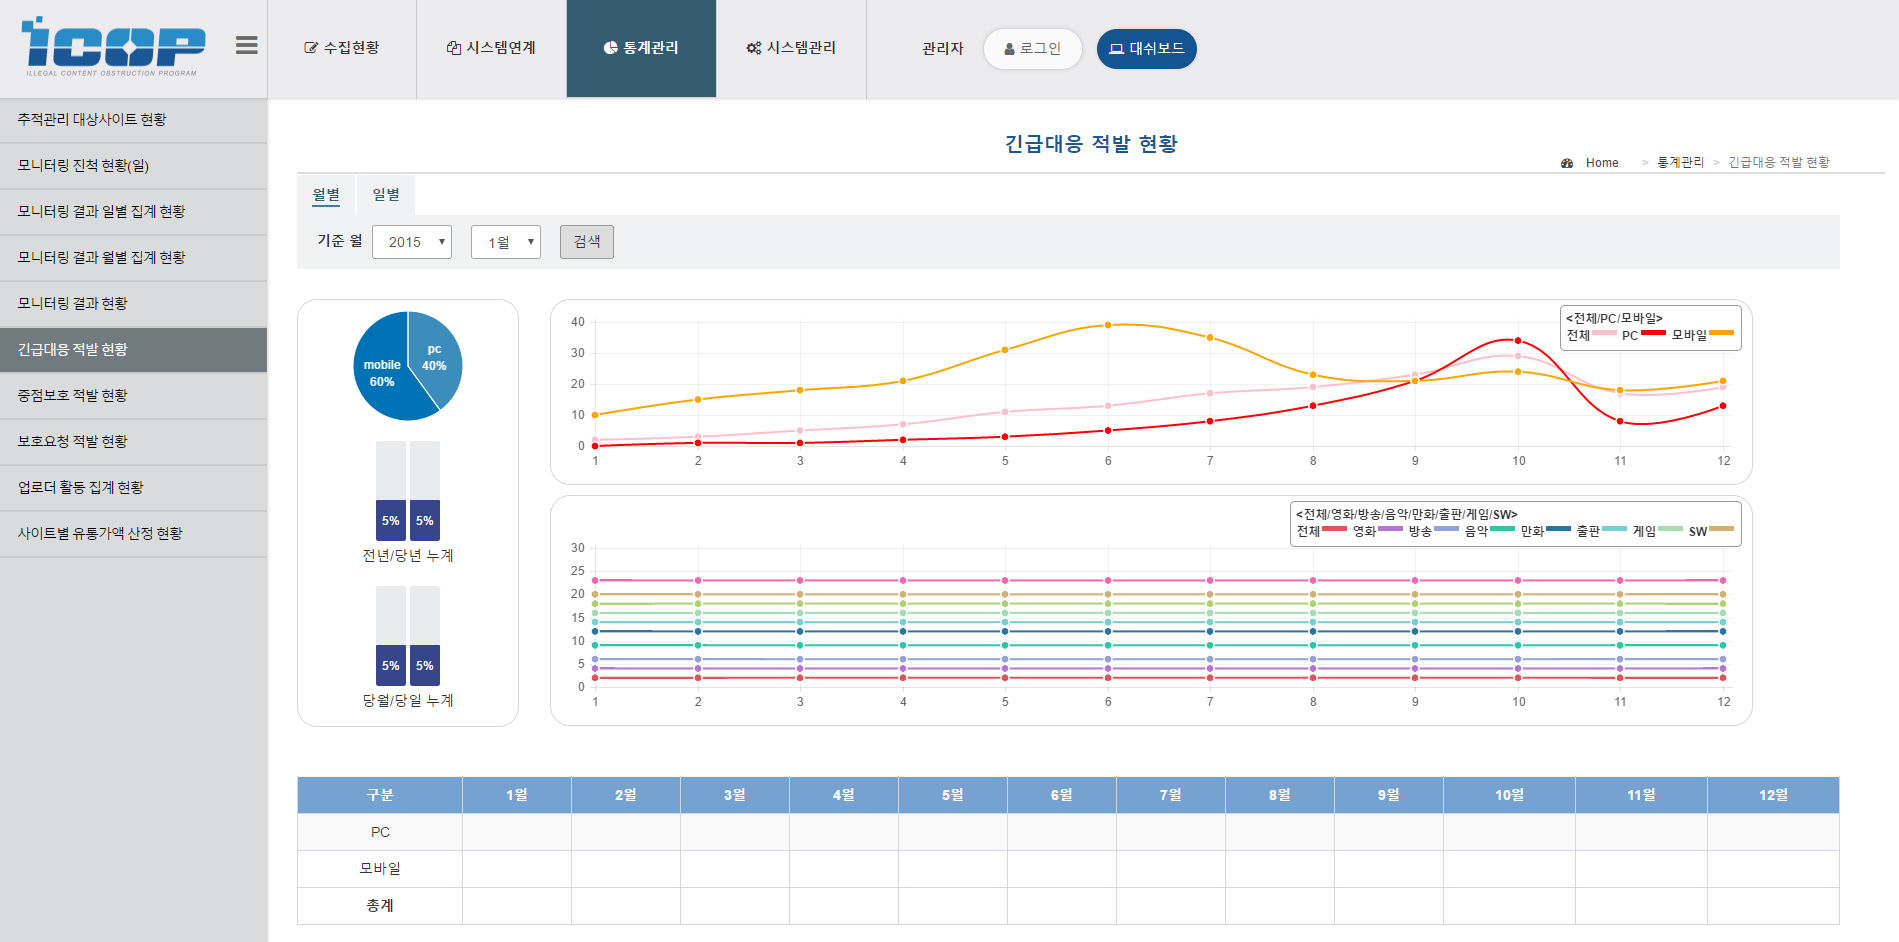 iCOP
ILLEGAL CONTENT OBSTRUCTION PROGRAM
수집현황
시스템연계
통계관리
시스템관리
관리자
로그인
대쉬보드
추적관리 대상사이트 현황
모니터링 진척 현황(일)
모니터링 결과 일별 집계 현황
모니터링 결과 월별 집계 현황
모니터링 결과 현황
긴급대응 적발 현황
중점보호 적발 현황
보호요청 적발 현황
업로더 활동 집계 현황
사이트별 유통가액 산정 현황
긴급대응 적발 현황
Home > 통계관리 > 긴급대응 적발 현황
월별 일별
기준 월 2015 1월 검색
pc
40%
mobile
60%
5% 5%
전년/당년 누계
5% 5%
당월/당일 누계
<전체/PC/모바일>
전체 PC 모바일
40
30
20
10
0
1 2 3 4 5 6 7 8 9 10 11 12
<전체/영화/방송/음악/만화/출판/게임/SW>
전체 영화 방송 음악 만화 출판 게임 SW
30
25
20
15
10
5
0
1 2 3 4 5 6 7 8 9 10 11 12
구분 1월 2월 3월 4월 5월 6월 7월 8월 9월 10월 11월 12월
PC
모바일
총계